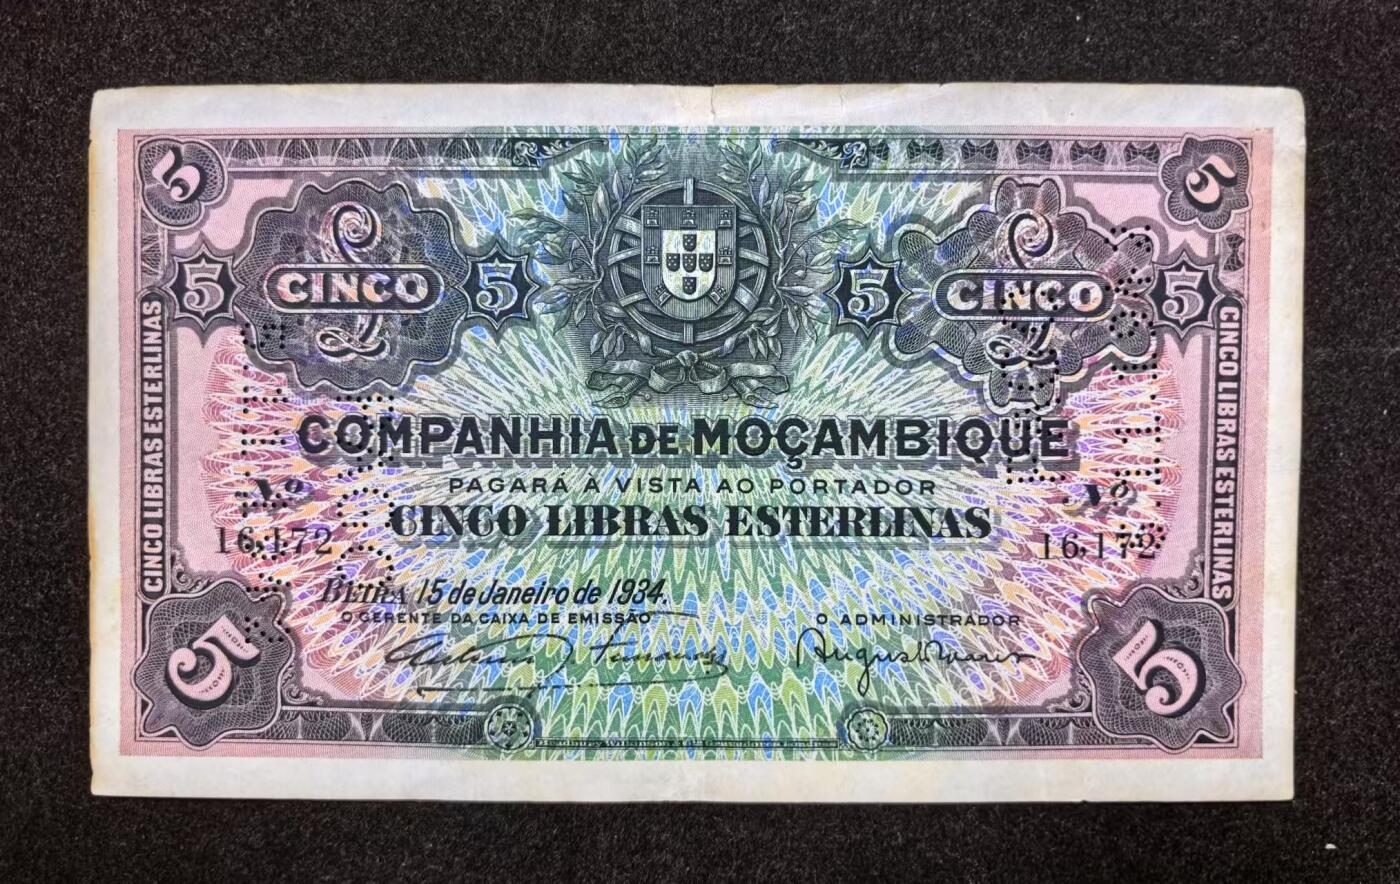 5 5
£ £
CINCO 5 5 CINCO
5 5
CINCO LIBRAS ESTERLINAS
CINCO LIBRAS ESTERLINAS
COMPANHIA DE MOÇAMBIQUE
PAGARÁ À VISTA AO PORTADOR
Nº Nº
CINCO LIBRAS ESTERLINAS
16,172 16,172
BEIRA 15 de Janeiro de 1934.
O GERENTE DA CAIXA DE EMISSÃO O ADMINISTRADOR
5 5